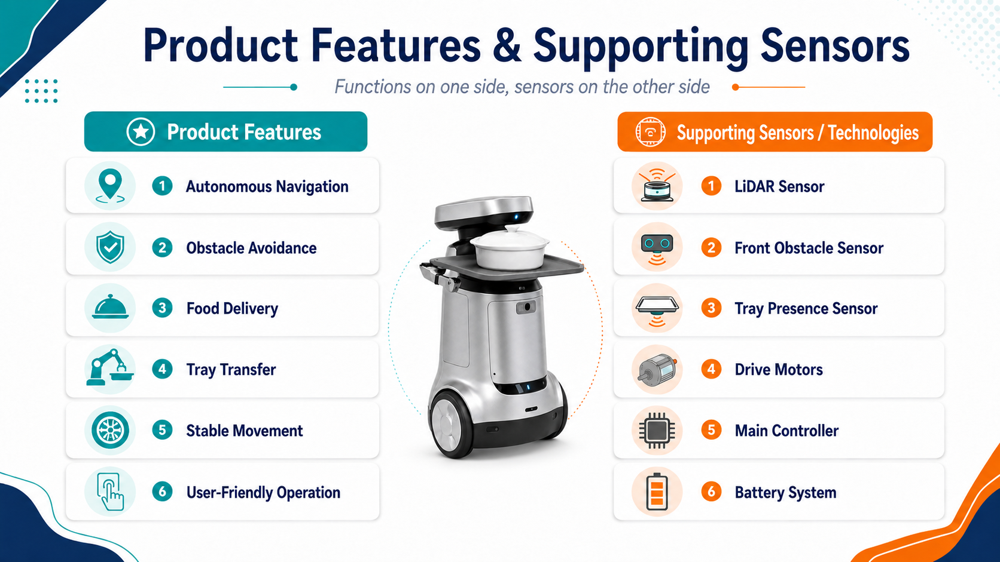 Product Features & Supporting Sensors
Functions on one side, sensors on the other side
Product Features
1 Autonomous Navigation
2 Obstacle Avoidance
3 Food Delivery
4 Tray Transfer
5 Stable Movement
6 User-Friendly Operation
Supporting Sensors / Technologies
1 LiDAR Sensor
2 Front Obstacle Sensor
3 Tray Presence Sensor
4 Drive Motors
5 Main Controller
6 Battery System